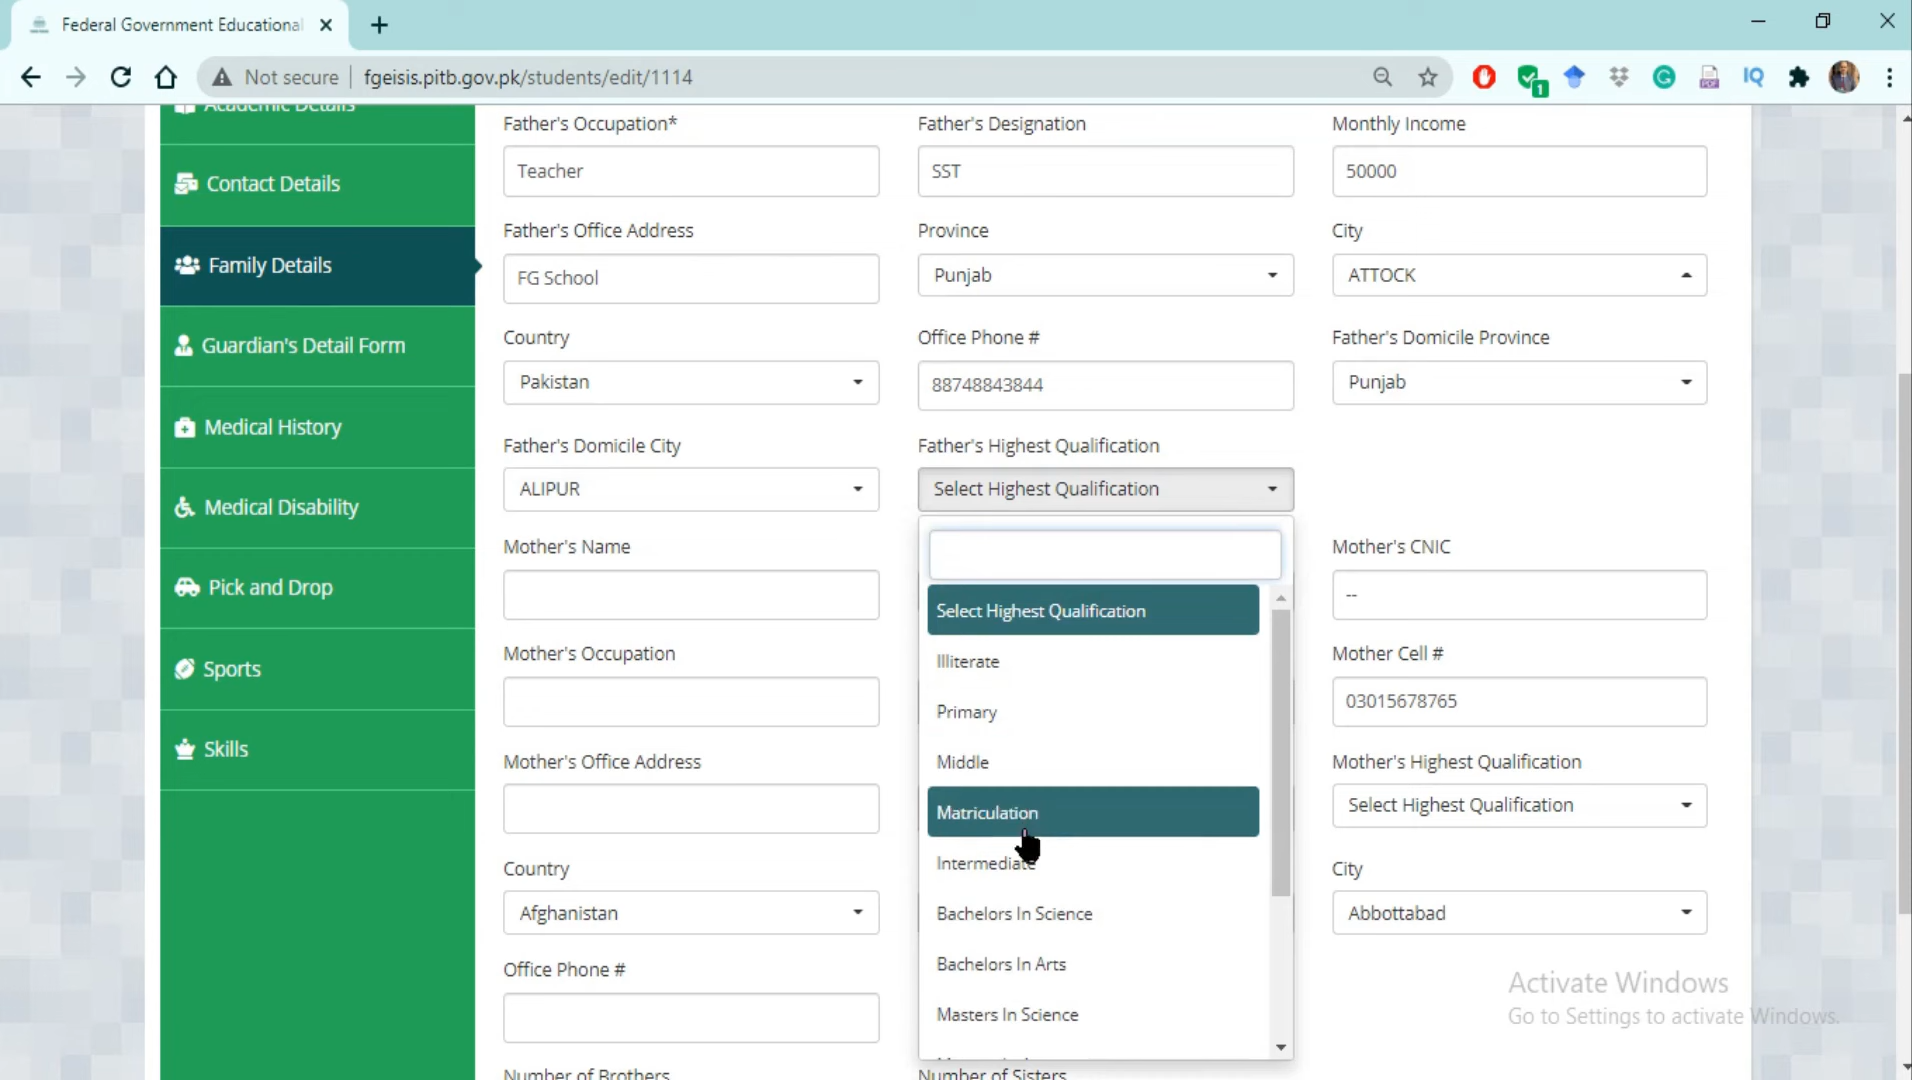 Federal Government Educational
Not secure
fgeisis.pitb.gov.pk/students/edit/1114
1
PDF
IQ
Academic Details
Contact Details
Family Details
Guardian's Detail Form
Medical History
Medical Disability
Pick and Drop
Sports
Skills
Father's Occupation*
Father's Designation
Monthly Income
Teacher
SST
50000
Father's Office Address
Province
City
FG School
Punjab
ATTOCK
Country
Office Phone #
Father's Domicile Province
Pakistan
88748843844
Punjab
Father's Domicile City
Father's Highest Qualification
ALIPUR
Select Highest Qualification
Mother's Name
Mother's CNIC
--
Select Highest Qualification
Illiterate
Primary
Middle
Matriculation
Intermediate
Bachelors In Science
Bachelors In Arts
Masters In Science
Mother's Occupation
Mother Cell #
03015678765
Mother's Office Address
Mother's Highest Qualification
Select Highest Qualification
Country
City
Afghanistan
Abbottabad
Office Phone #
Activate Windows
Go to Settings to activate Windows.
Number of Brothers
Number of Sisters